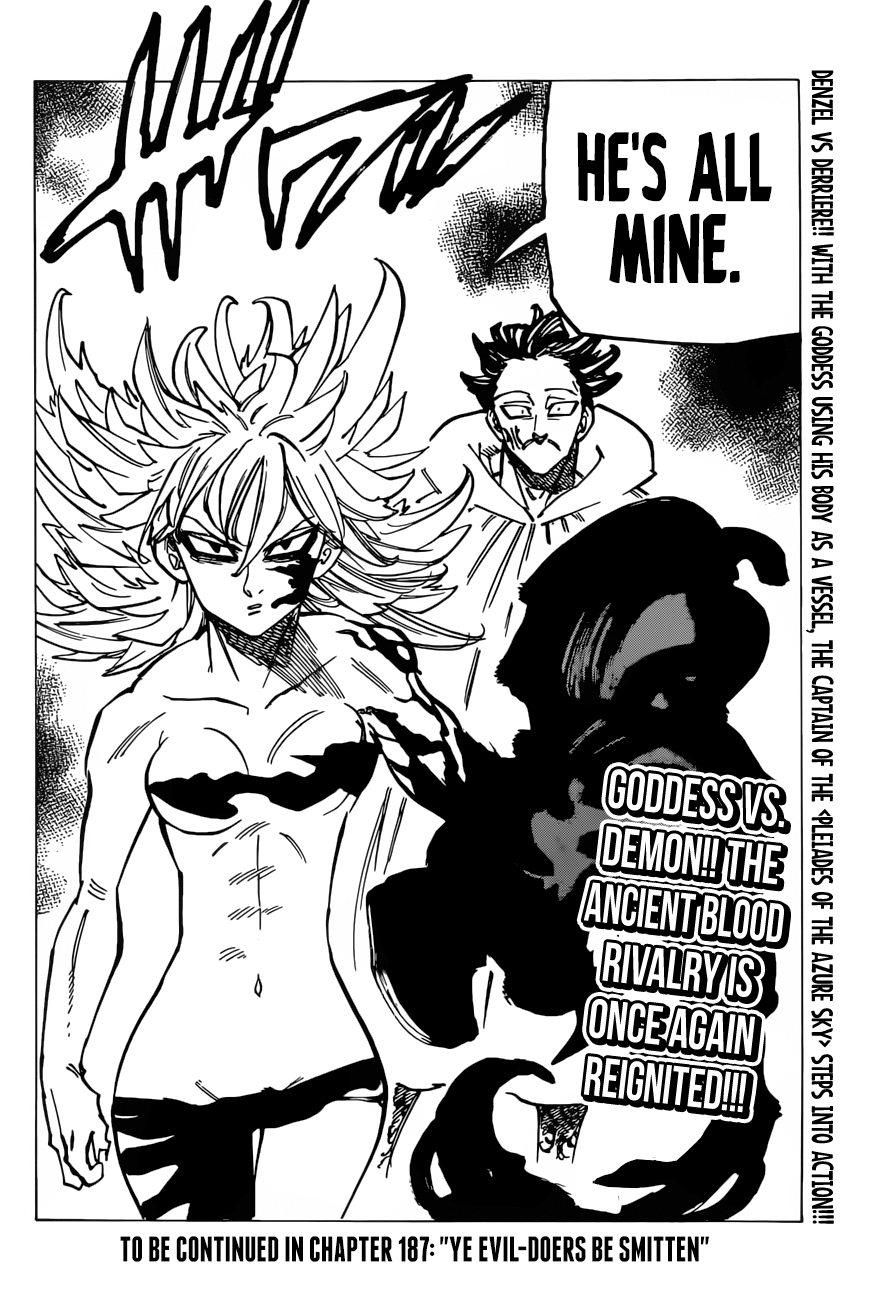 HE'S ALL
MINE.
GODDESS VS.
DEMON!! THE
ANCIENT BLOOD
RIVALRY IS
ONCE AGAIN
REIGNITED!!!
DENZEL VS DERRIERE!! WITH THE GODDESS USING HIS BODY AS A VESSEL, THE CAPTAIN OF THE <PLEIADES OF THE AZURE SKY> STEPS INTO ACTION!!!
TO BE CONTINUED IN CHAPTER 187: "YE EVIL-DOERS BE SMITTEN"